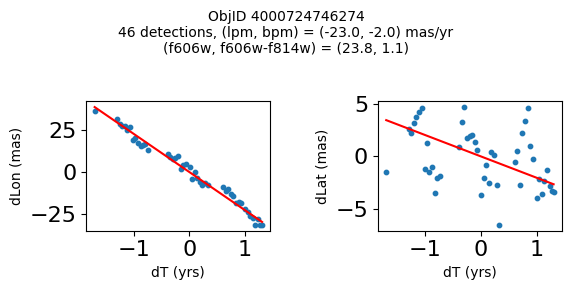 ObjID 4000724746274
46 detections, (lpm, bpm) = (-23.0, -2.0) mas/yr
(f606w, f606w-f814w) = (23.8, 1.1)
dLon (mas)
25
0
−25
−1
0
1
dT (yrs)
dLat (mas)
5
0
−5
−1
0
1
dT (yrs)